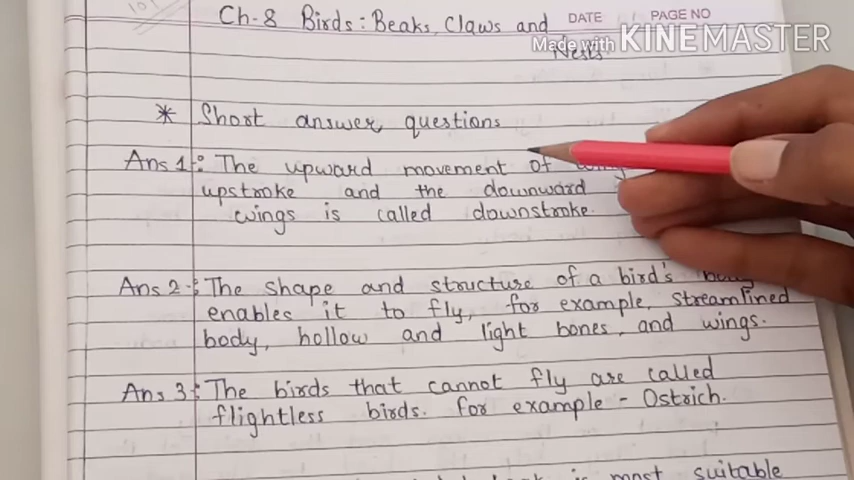 Ch-8 Birds: Beaks, Claws and
DATE
PAGE NO
Nests.
Made with KINEMASTER
* Short answer questions
Ans 1-: The upward movement of
upstroke and the downward
wings is called downstroke.
Ans 2-: The shape and structure of a bird's body
enables it to fly, for example, streamlined
body, hollow and light bones, and wings.
Ans 3-: The birds that cannot fly are called
flightless birds. for example - Ostrich.
is most suitable